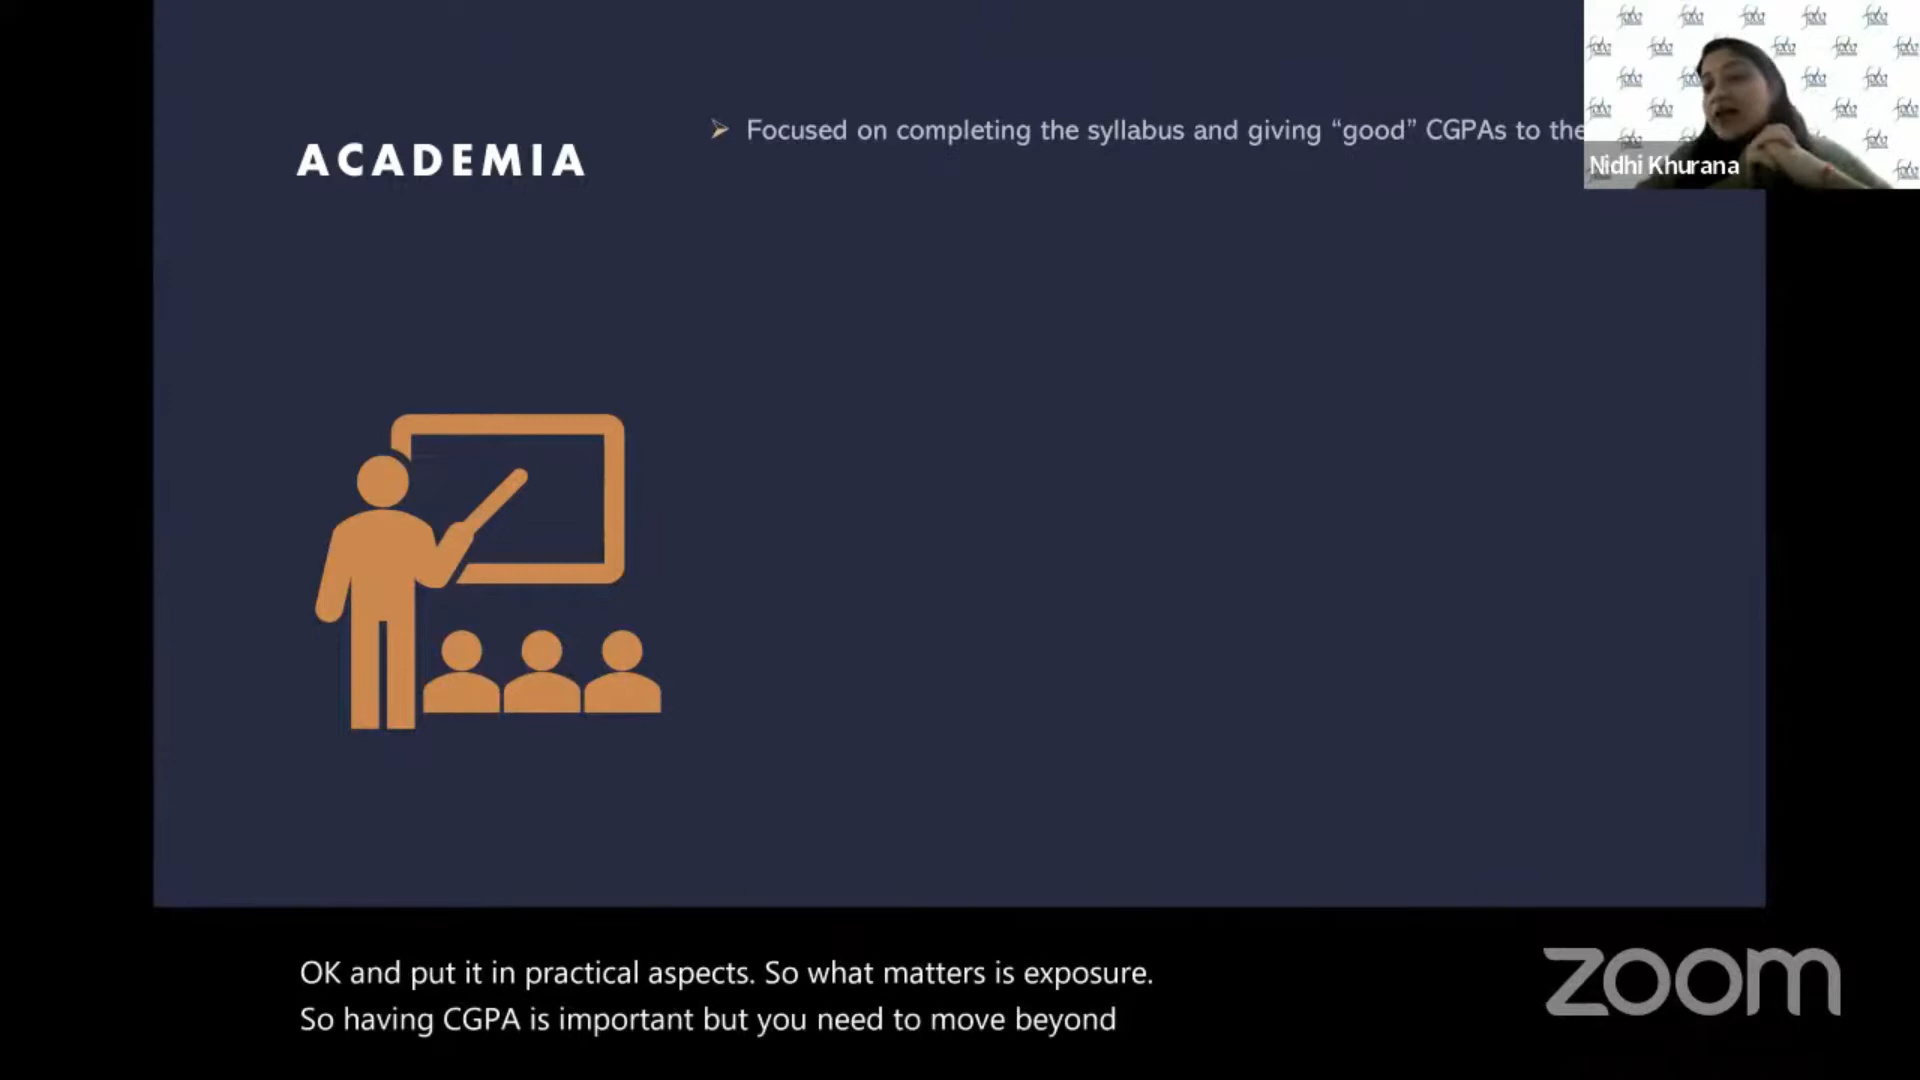 ACADEMIA
➢ Focused on completing the syllabus and giving “good” CGPAs to the
Nidhi Khurana
OK and put it in practical aspects. So what matters is exposure.
So having CGPA is important but you need to move beyond
zoom